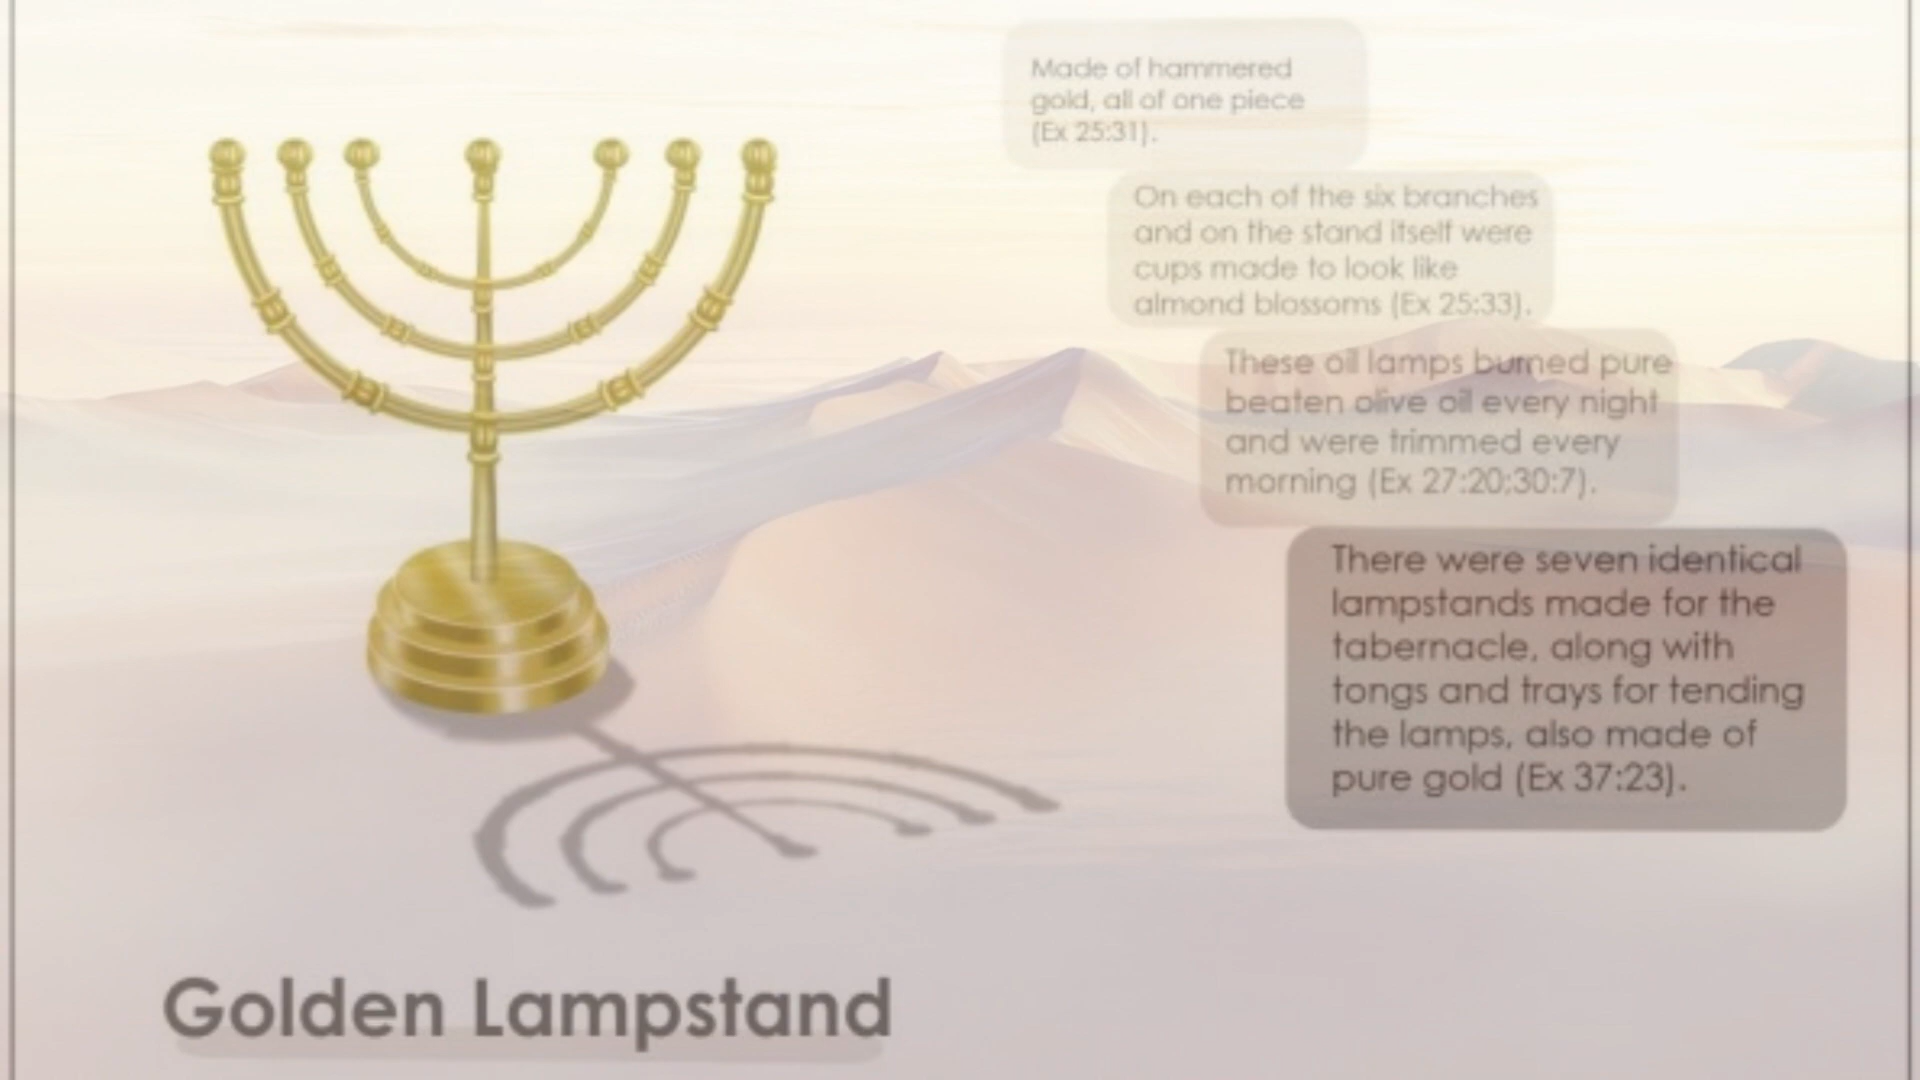 Made of hammered
gold, all of one piece
(Ex 25:31).
On each of the six branches
and on the stand itself were
cups made to look like
almond blossoms (Ex 25:33).
These oil lamps burned pure
beaten olive oil every night
and were trimmed every
morning (Ex 27:20;30:7).
There were seven identical
lampstands made for the
tabernacle, along with
tongs and trays for tending
the lamps, also made of
pure gold (Ex 37:23).
Golden Lampstand